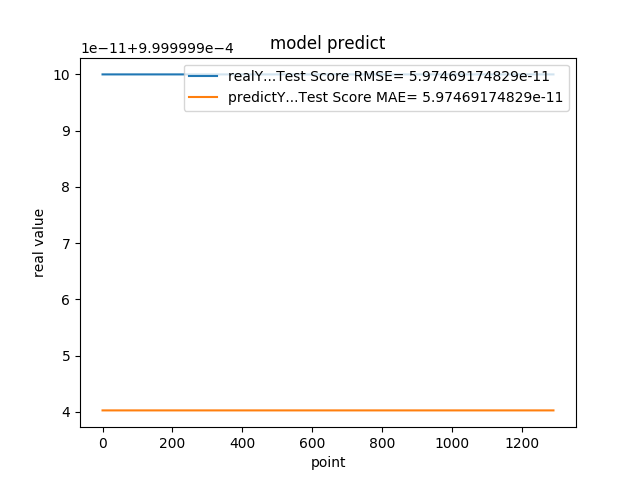 model predict
1e−11+9.999999e−4
realY...Test Score RMSE= 5.97469174829e-11
predictY...Test Score MAE= 5.97469174829e-11
10
9
8
7
6
5
4
real value
0 200 400 600 800 1000 1200
point